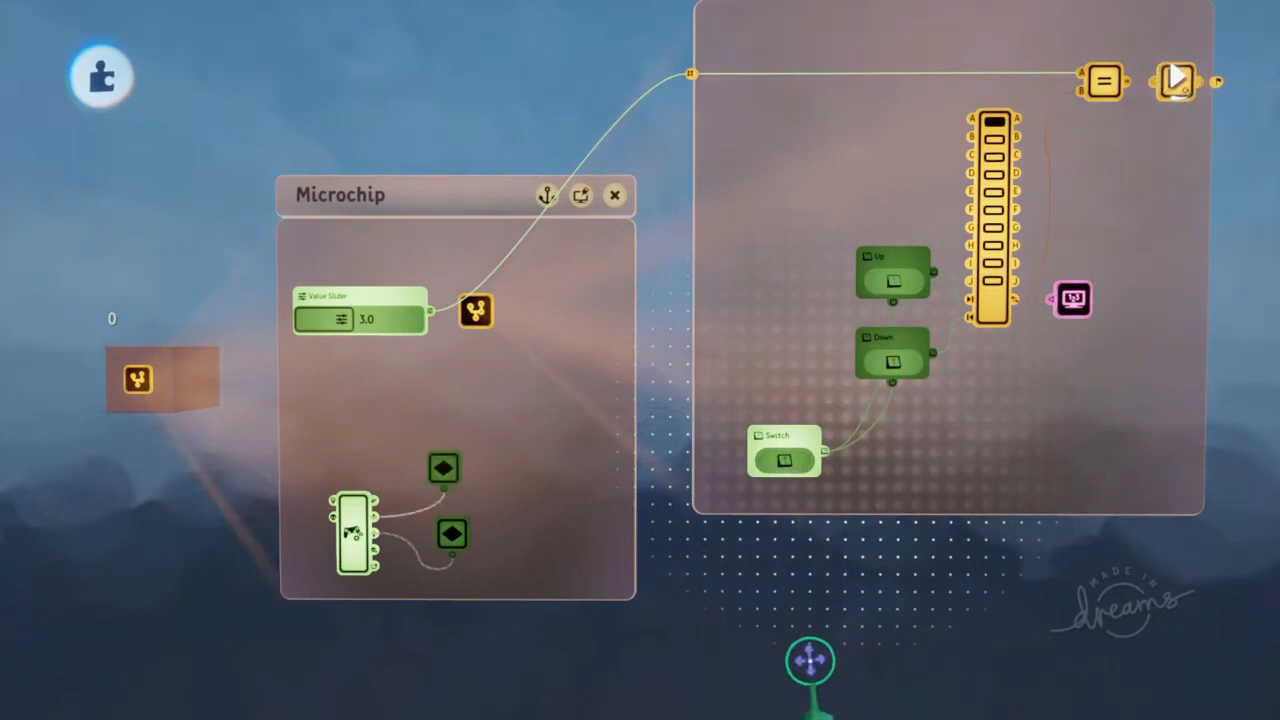 Microchip
Value Slider
3.0
0
Up
Down
Switch
A
B
=
A A
B B
C C
D D
E E
F F
G G
H H
I I
J J
MADE IN
dreams